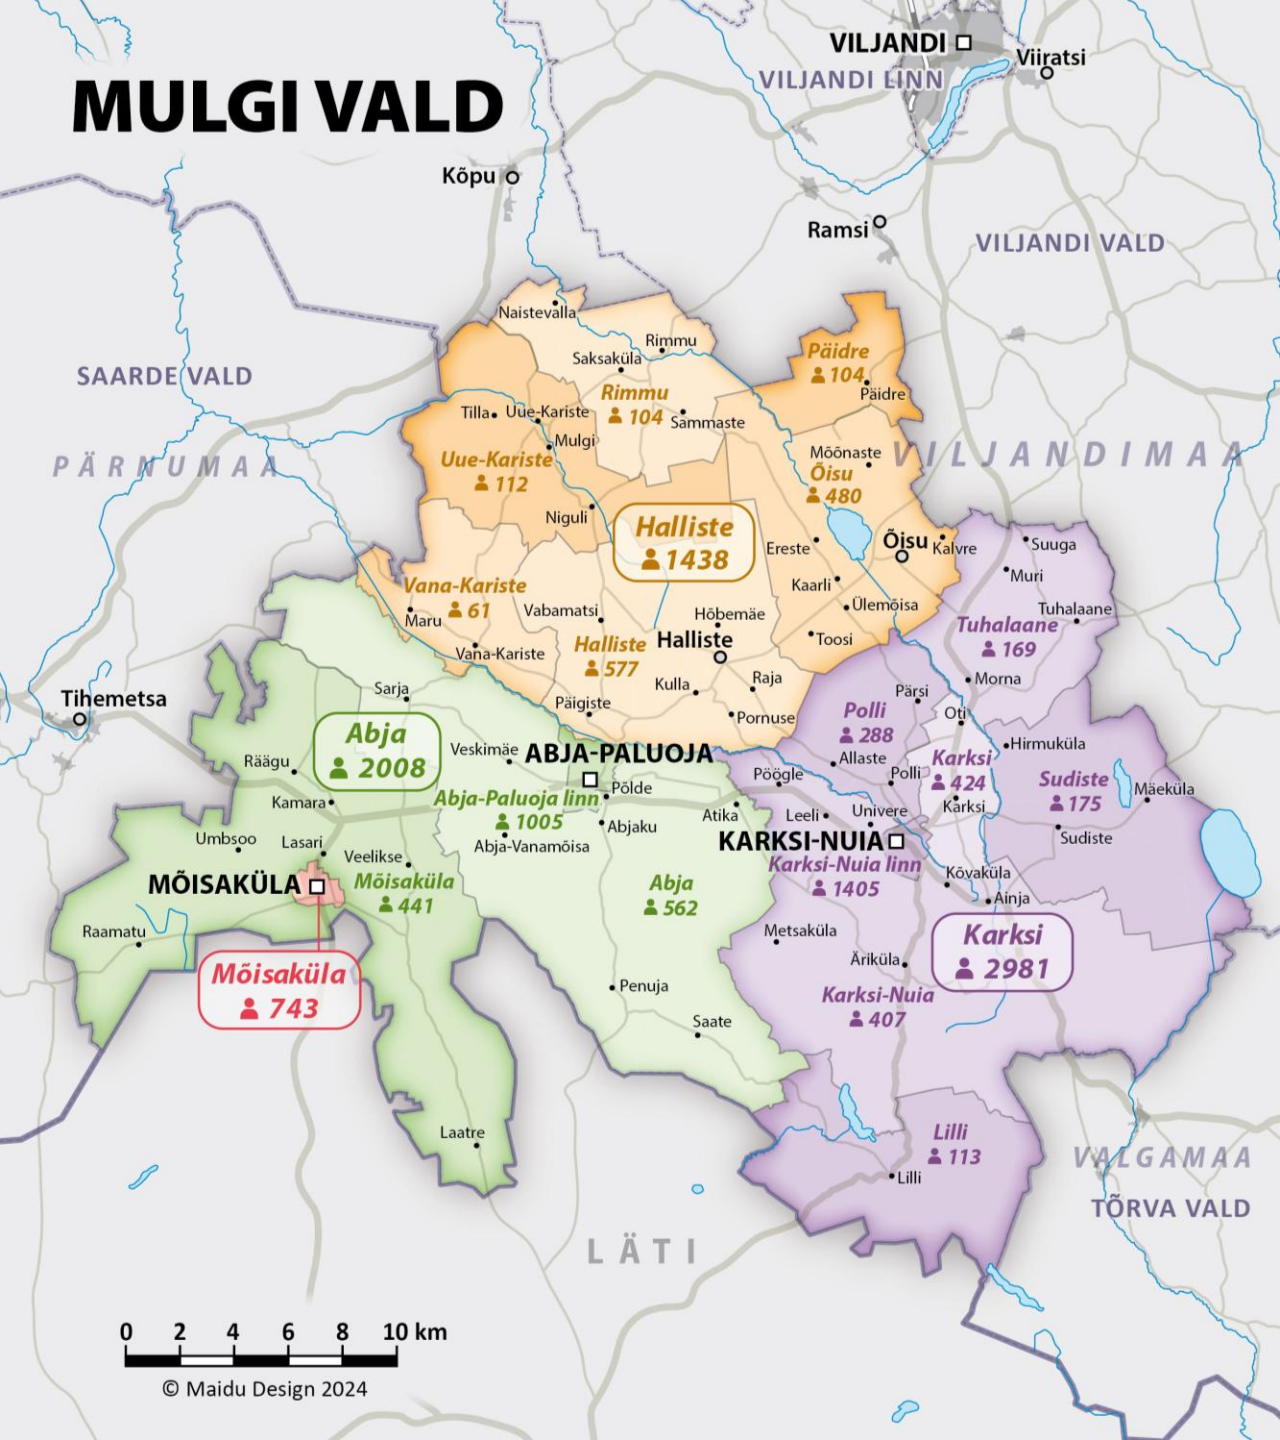 VILJANDI
Viiratsi
VILJANDI LINN
MULGI VALD
Kõpu
Ramsi
VILJANDI VALD
Naistevalla
Rimmu
Saksaküla
Päidre
104
Päidre
SAARDE VALD
Rimmu
104
Sammaste
Tilla
Uue-Kariste
Mulgi
PÄRNUMAA
VILJANDIMAA
Uue-Kariste
112
Mõõnaste
Õisu
480
Niguli
Halliste
1438
Ereste
Õisu
Kalvre
Suuga
Muri
Kaarli
Ülemõisa
Vana-Kariste
61
Maru
Vabamatsi
Hõbemäe
Tuhalaane
Tuhalaane
169
Toosi
Halliste
Halliste
577
Vana-Kariste
Kulla
Raja
Morna
Sarja
Pärsi
Tihemetsa
Päigiste
Pornuse
Polli
288
Oti
Abja
2008
Veskimäe
ABJA-PALUOJA
Hirmuküla
Räägu
Allaste
Karksi
424
Pöögle
Polli
Sudiste
175
Mäeküla
Põlde
Kamara
Abja-Paluoja linn
1005
Karksi
Atika
Leeli
Univere
Abjaku
Umbsoo
Lasari
Abja-Vanamõisa
KARKSI-NUIA
Sudiste
Veelikse
Karksi-Nuia linn
1405
MÕISAKÜLA
Mõisaküla
441
Abja
562
Kõvaküla
Ainja
Raamatu
Metsaküla
Karksi
2981
Äriküla
Mõisaküla
743
Penuja
Karksi-Nuia
407
Saate
Laatre
Lilli
113
VALGAMAA
Lilli
TÕRVA VALD
LÄTI
0 2 4 6 8 10 km
© Maidu Design 2024